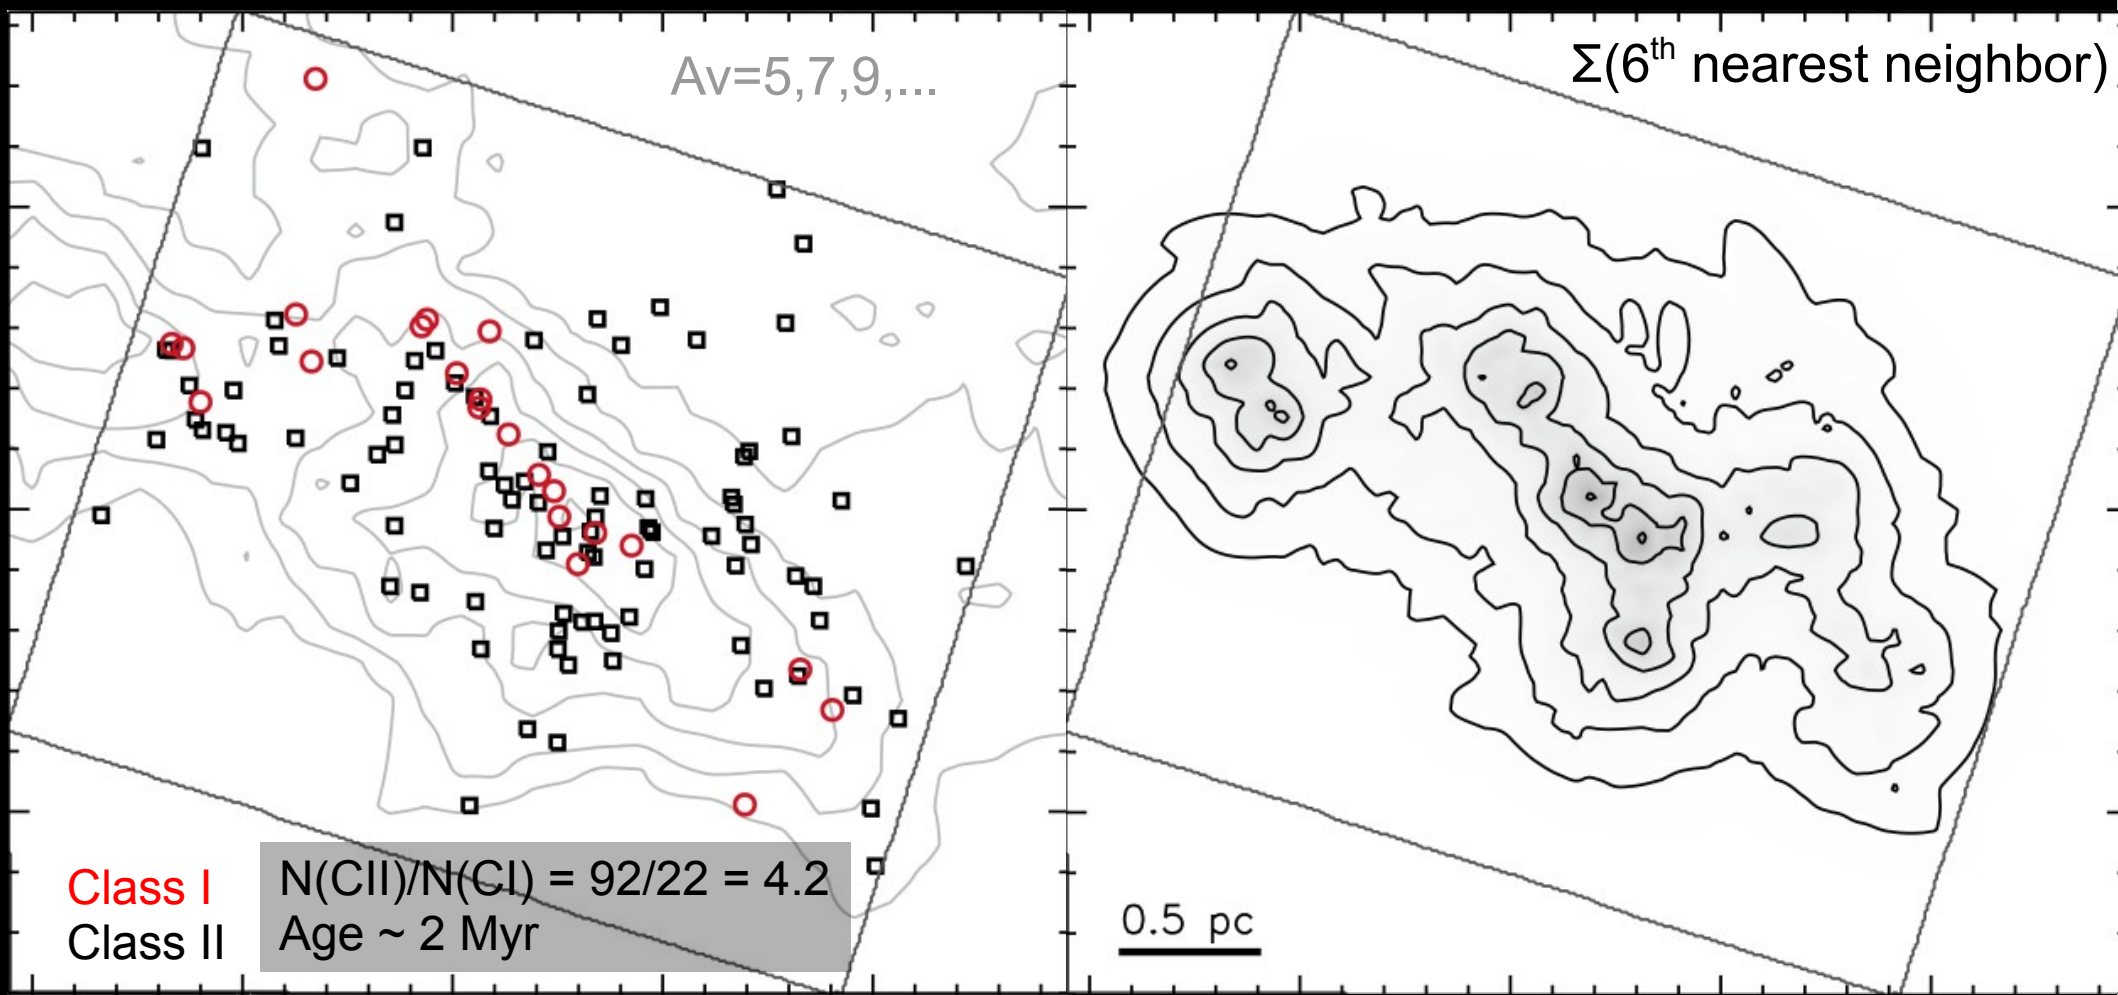 Av=5,7,9,...
Σ(6th nearest neighbor)
Class I
Class II
N(CII)/N(CI) = 92/22 = 4.2
Age ~ 2 Myr
0.5 pc